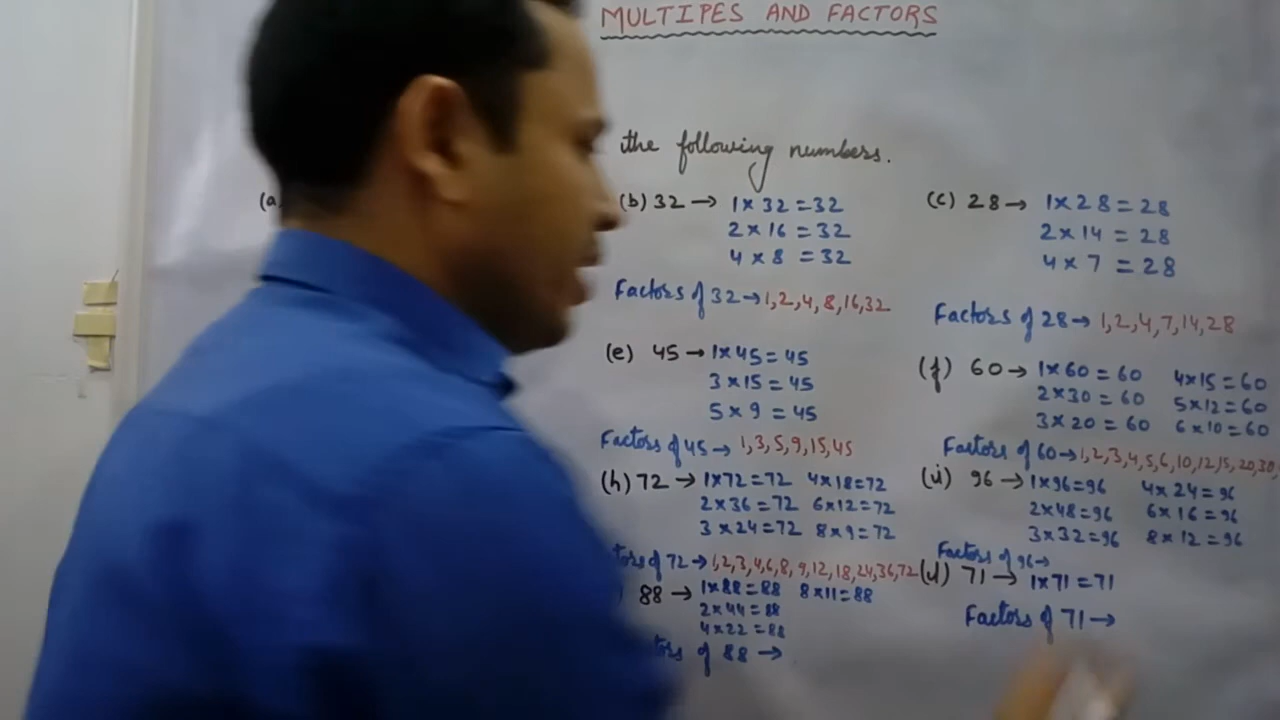 MULTIPES AND FACTORS
the following numbers.
(a
(b) 32 → 1 × 32 = 32
2 × 16 = 32
4 × 8 = 32
Factors of 32 → 1,2,4,8,16,32
(c) 28 → 1 × 28 = 28
2 × 14 = 28
4 × 7 = 28
Factors of 28 → 1,2,4,7,14,28
(e) 45 → 1 × 45 = 45
3 × 15 = 45
5 × 9 = 45
Factors of 45 → 1,3,5,9,15,45
(f) 60 → 1 × 60 = 60 4 × 15 = 60
2 × 30 = 60 5 × 12 = 60
3 × 20 = 60 6 × 10 = 60
Factors of 60 → 1,2,3,4,5,6,10,12,15,20,30,
(h) 72 → 1 × 72 = 72 4 × 18 = 72
2 × 36 = 72 6 × 12 = 72
3 × 24 = 72 8 × 9 = 72
tors of 72 → 1,2,3,4,6,8,9,12,18,24,36,72
(i) 96 → 1 × 96 = 96 4 × 24 = 96
2 × 48 = 96 6 × 16 = 96
3 × 32 = 96 8 × 12 = 96
Factors of 96 →
88 → 1 × 88 = 88 8 × 11 = 88
2 × 44 = 88
4 × 22 = 88
tors of 88 →
71 → 1 × 71 = 71
Factors of 71 →